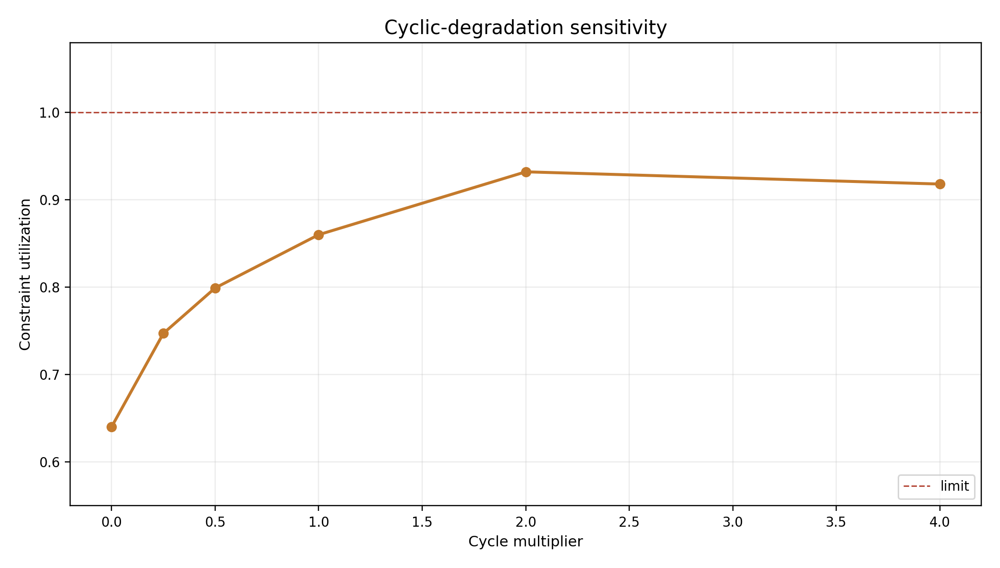 Cyclic-degradation sensitivity
Constraint utilization
1.0
0.9
0.8
0.7
0.6
limit
0.0 0.5 1.0 1.5 2.0 2.5 3.0 3.5 4.0
Cycle multiplier